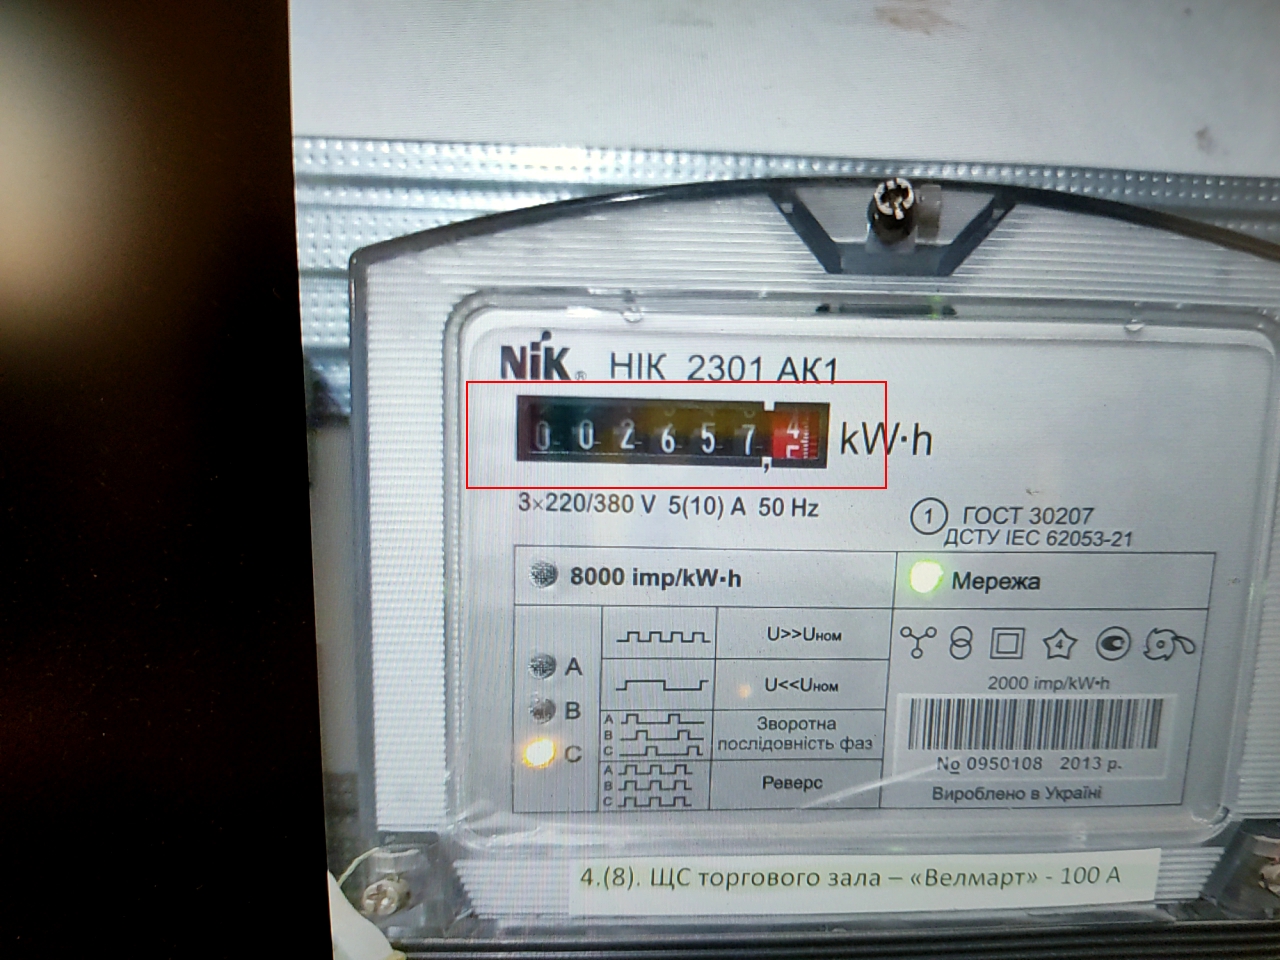 NiK® НІК 2301 АК1
002657,4 kW·h
3×220/380 V 5(10) A 50 Hz
1 ГОСТ 30207
ДСТУ IEC 62053-21
8000 imp/kW·h
Мережа
A
B
C
U>>Uном
U<<Uном
A
B
C
Зворотна
послідовність фаз
A
B
C
Реверс
4
2000 imp/kW·h
№ 0950108 2013 р.
Вироблено в Україні
4.(8). ЩС торгового зала – «Велмарт» - 100 А